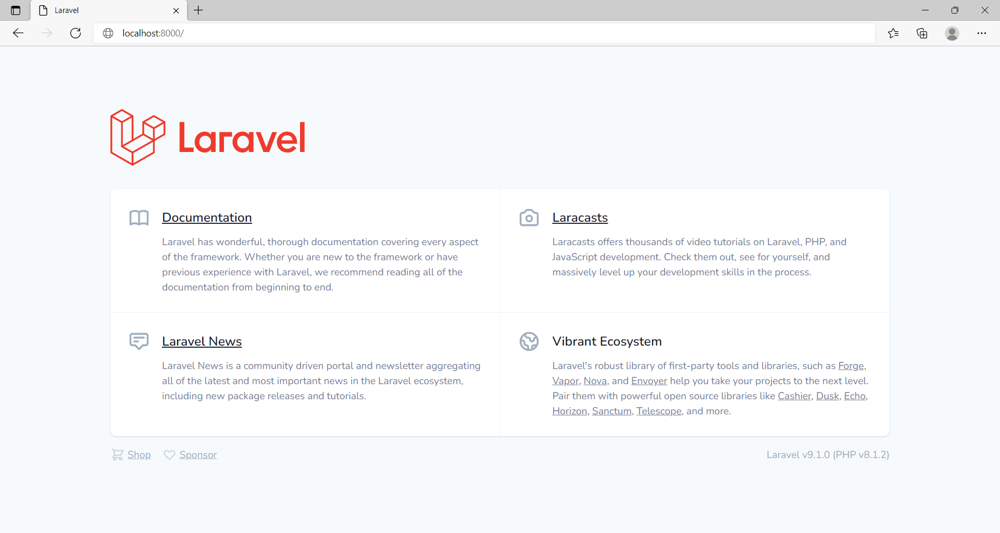 Laravel
localhost:8000/
Laravel
Documentation
Laravel has wonderful, thorough documentation covering every aspect
of the framework. Whether you are new to the framework or have
previous experience with Laravel, we recommend reading all of the
documentation from beginning to end.
Laracasts
Laracasts offers thousands of video tutorials on Laravel, PHP, and
JavaScript development. Check them out, see for yourself, and
massively level up your development skills in the process.
Laravel News
Laravel News is a community driven portal and newsletter aggregating
all of the latest and most important news in the Laravel ecosystem,
including new package releases and tutorials.
Vibrant Ecosystem
Laravel's robust library of first-party tools and libraries, such as Forge,
Vapor, Nova, and Envoyer help you take your projects to the next level.
Pair them with powerful open source libraries like Cashier, Dusk, Echo,
Horizon, Sanctum, Telescope, and more.
Shop Sponsor
Laravel v9.1.0 (PHP v8.1.2)